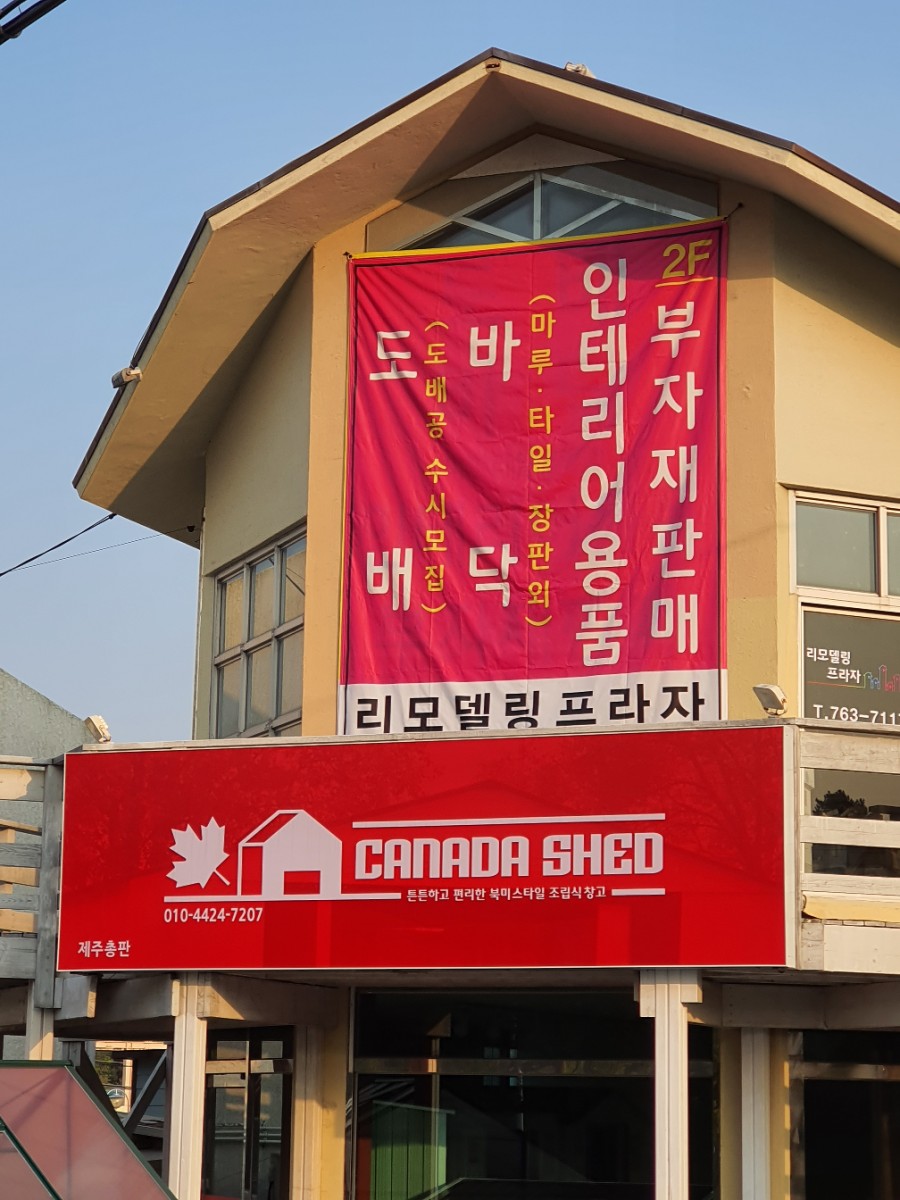 2F
부자재판매
인테리어용품
(마루·타일·장판외)
바닥
(도배공 수시모집)
도배
리모델링프라자
리모델링
프라자
T.763-711
CANADA SHED
튼튼하고 편리한 북미스타일 조립식창고
010-4424-7207
제주총판